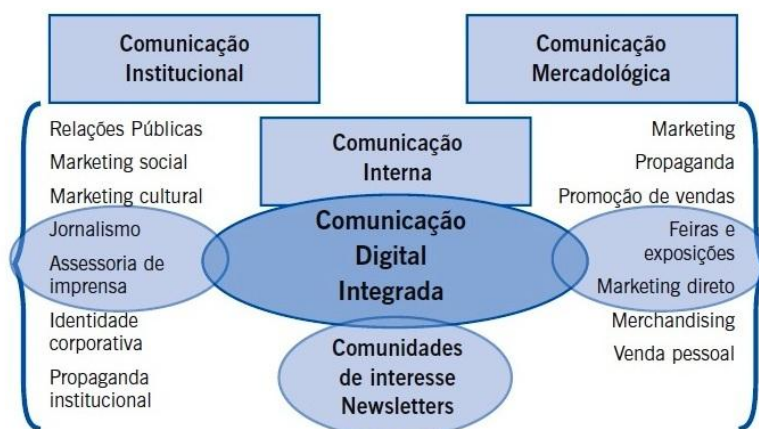 Comunicação
Institucional
Comunicação
Mercadológica
Relações Públicas
Marketing social
Marketing cultural
Jornalismo
Assessoria de
imprensa
Identidade
corporativa
Propaganda
institucional
Comunicação
Interna
Comunicação
Digital
Integrada
Comunidades
de interesse
Newsletters
Marketing
Propaganda
Promoção de vendas
Feiras e
exposições
Marketing direto
Merchandising
Venda pessoal